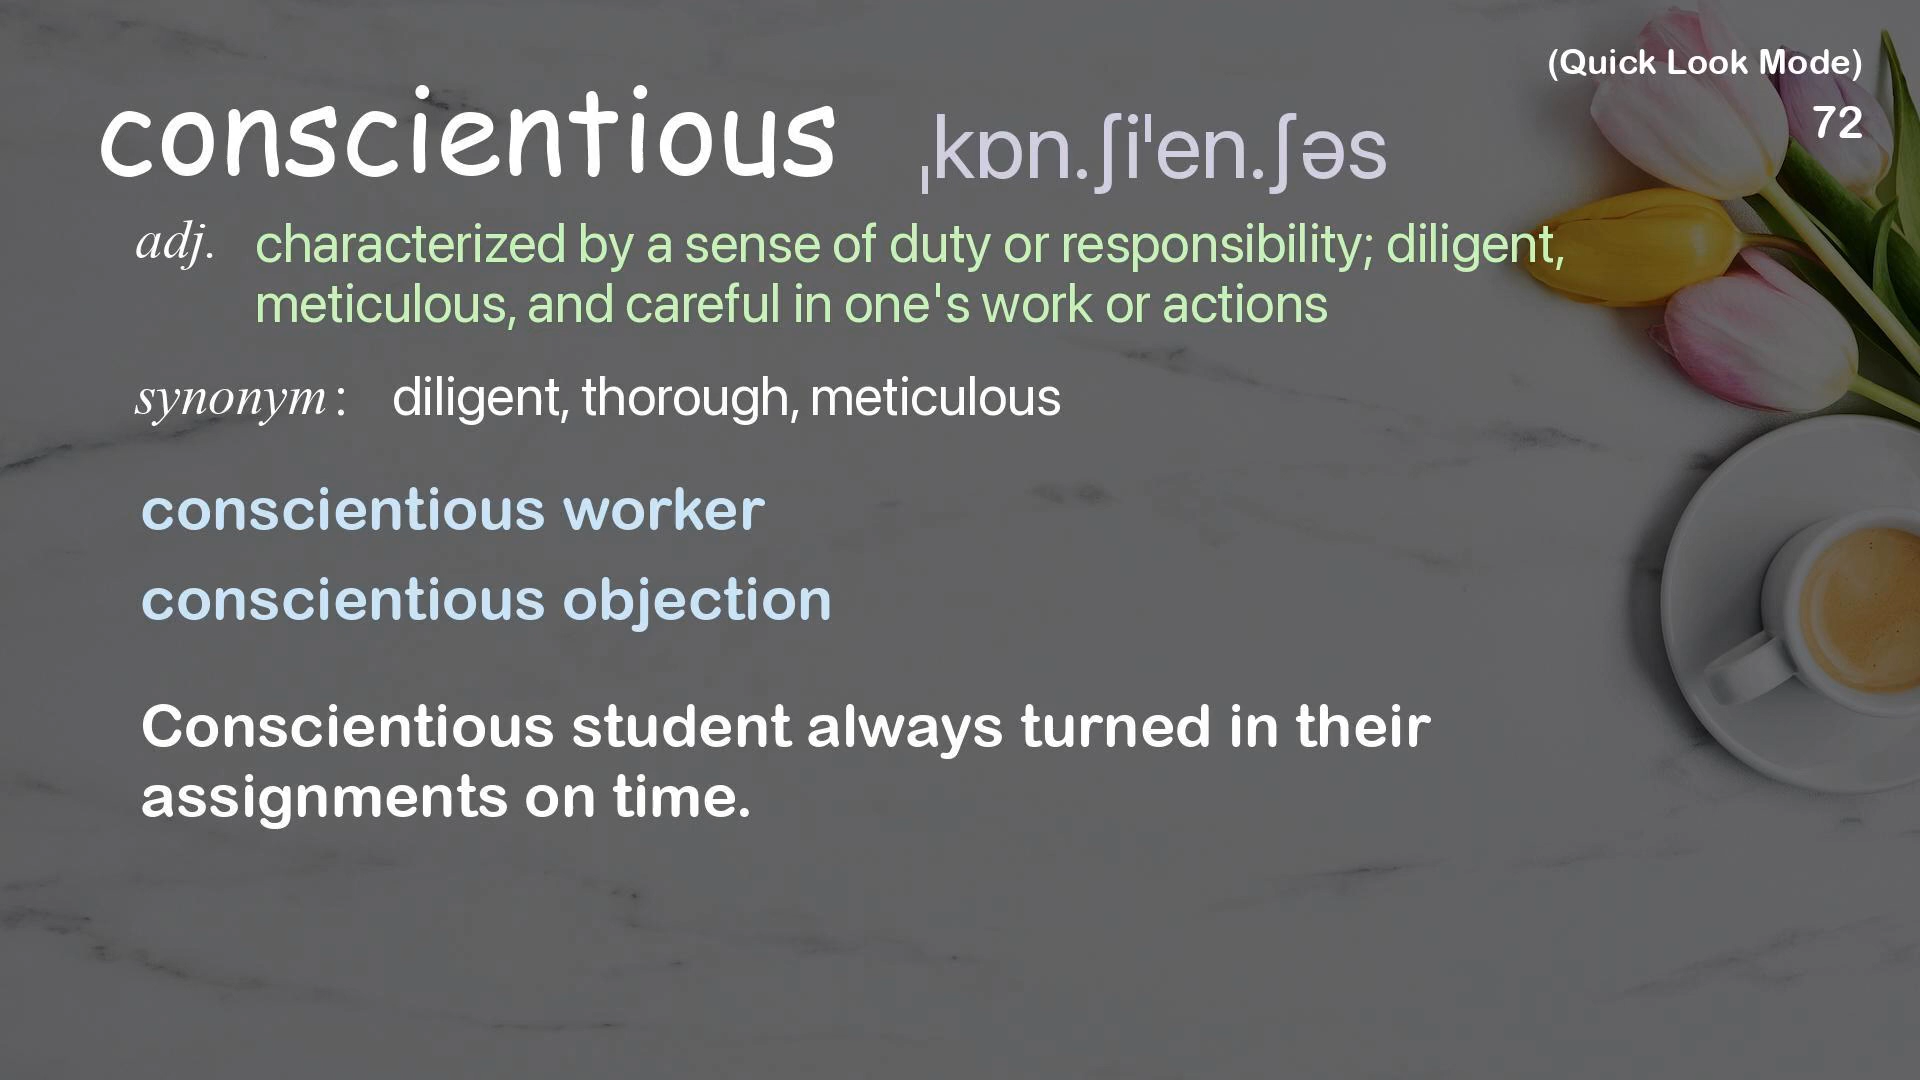 (Quick Look Mode)
72
conscientious ˌkɒn.ʃiˈen.ʃəs
adj. characterized by a sense of duty or responsibility; diligent,
meticulous, and careful in one's work or actions
synonym: diligent, thorough, meticulous
conscientious worker
conscientious objection
Conscientious student always turned in their
assignments on time.